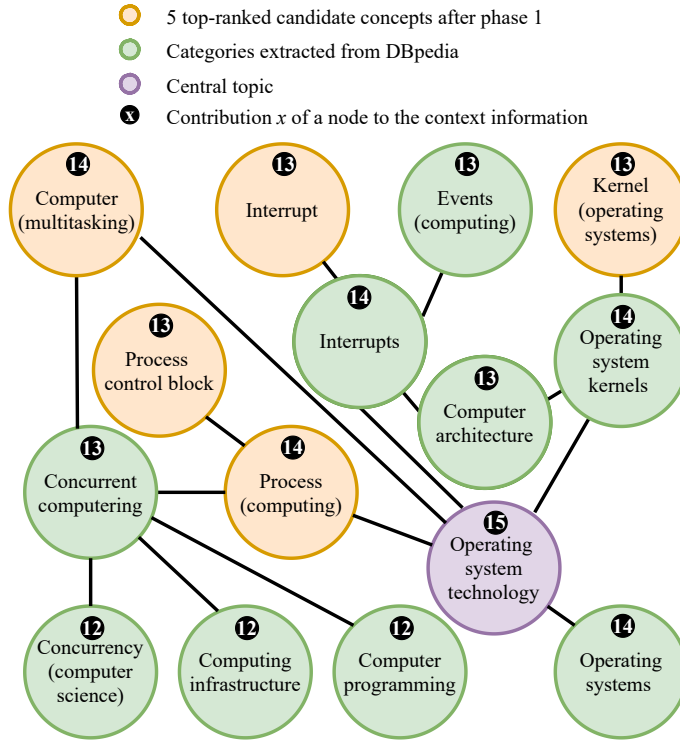 5 top-ranked candidate concepts after phase 1
Categories extracted from DBpedia
Central topic
x Contribution x of a node to the context information
14
Computer
(multitasking)
13
Interrupt
13
Events
(computing)
13
Kernel
(operating
systems)
14
Interrupts
14
Operating
system
kernels
13
Process
control block
13
Computer
architecture
13
Concurrent
computering
14
Process
(computing)
15
Operating
system
technology
12
Concurrency
(computer
science)
12
Computing
infrastructure
12
Computer
programming
14
Operating
systems